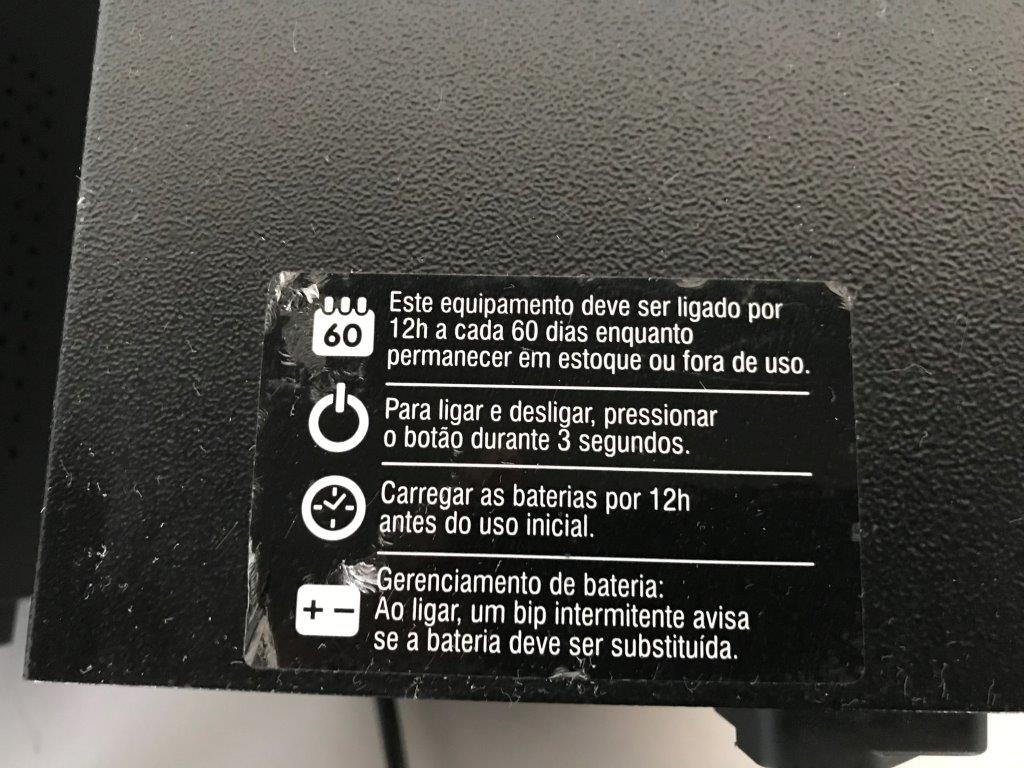 60
Este equipamento deve ser ligado por
12h a cada 60 dias enquanto
permanecer em estoque ou fora de uso.
Para ligar e desligar, pressionar
o botão durante 3 segundos.
Carregar as baterias por 12h
antes do uso inicial.
+ −
Gerenciamento de bateria:
Ao ligar, um bip intermitente avisa
se a bateria deve ser substituída.